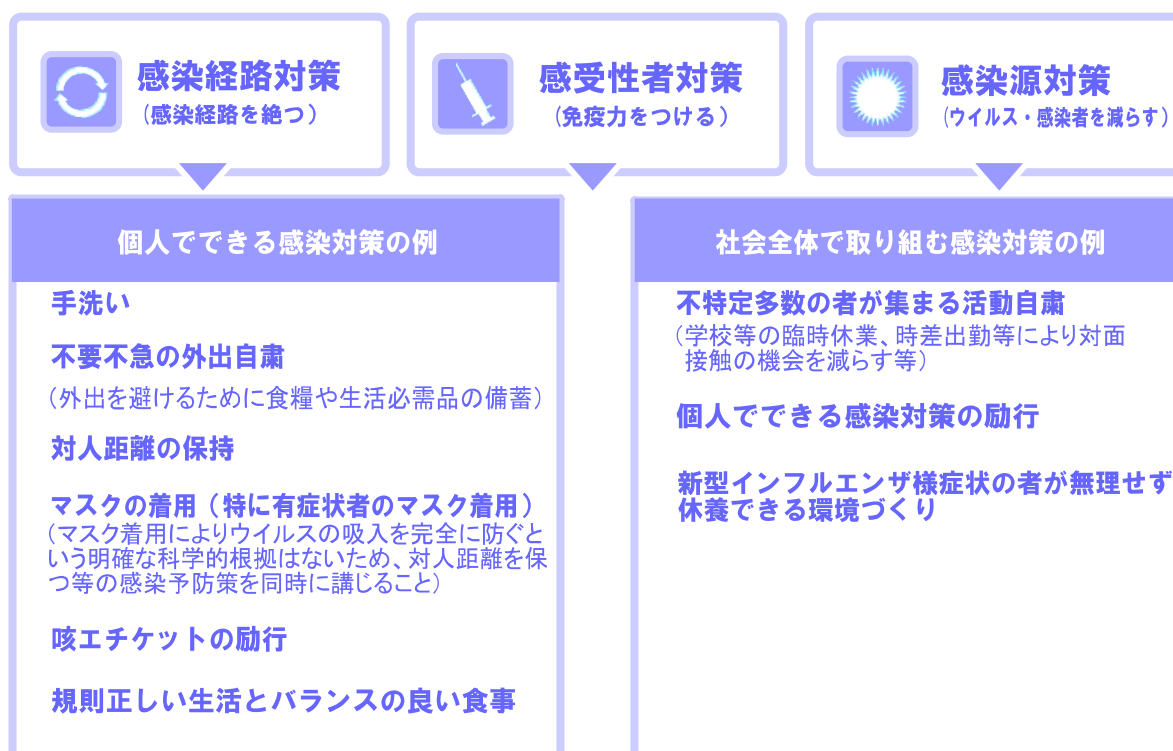 感染経路対策
(感染経路を絶つ)
感受性者対策
(免疫力をつける)
感染源対策
(ウイルス・感染者を減らす)
個人でできる感染対策の例
手洗い
不要不急の外出自粛
(外出を避けるために食糧や生活必需品の備蓄)
対人距離の保持
マスクの着用(特に有症状者のマスク着用)
(マスク着用によりウイルスの吸入を完全に防ぐと
いう明確な科学的根拠はないため、対人距離を保
つ等の感染予防策を同時に講じること)
咳エチケットの励行
規則正しい生活とバランスの良い食事
社会全体で取り組む感染対策の例
不特定多数の者が集まる活動自粛
(学校等の臨時休業、時差出勤等により対面
接触の機会を減らす等)
個人でできる感染対策の励行
新型インフルエンザ様症状の者が無理せず
休養できる環境づくり